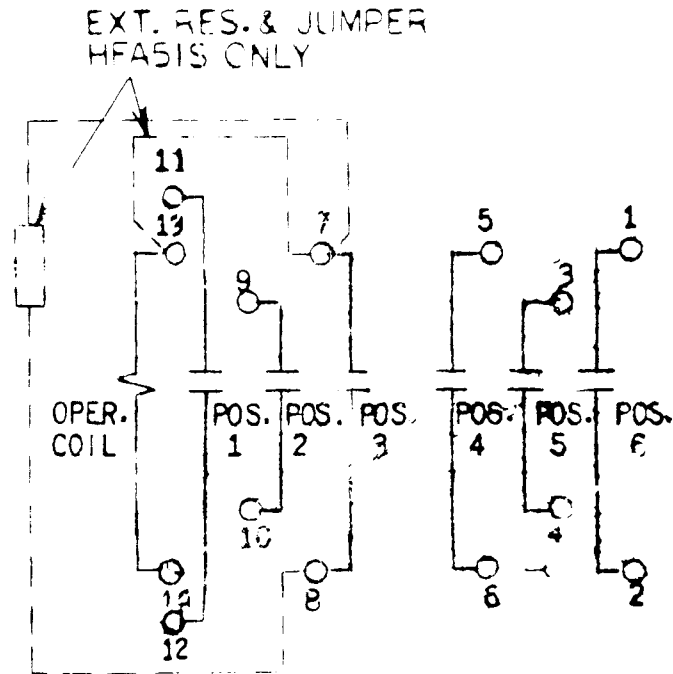 EXT. RES. & JUMPER
HFA51S ONLY
11
13
7
5
1
9
3
OPER.
COIL
POS.
1
POS.
2
POS.
3
POS.
4
POS.
5
POS.
6
10
4
8
6
2
12